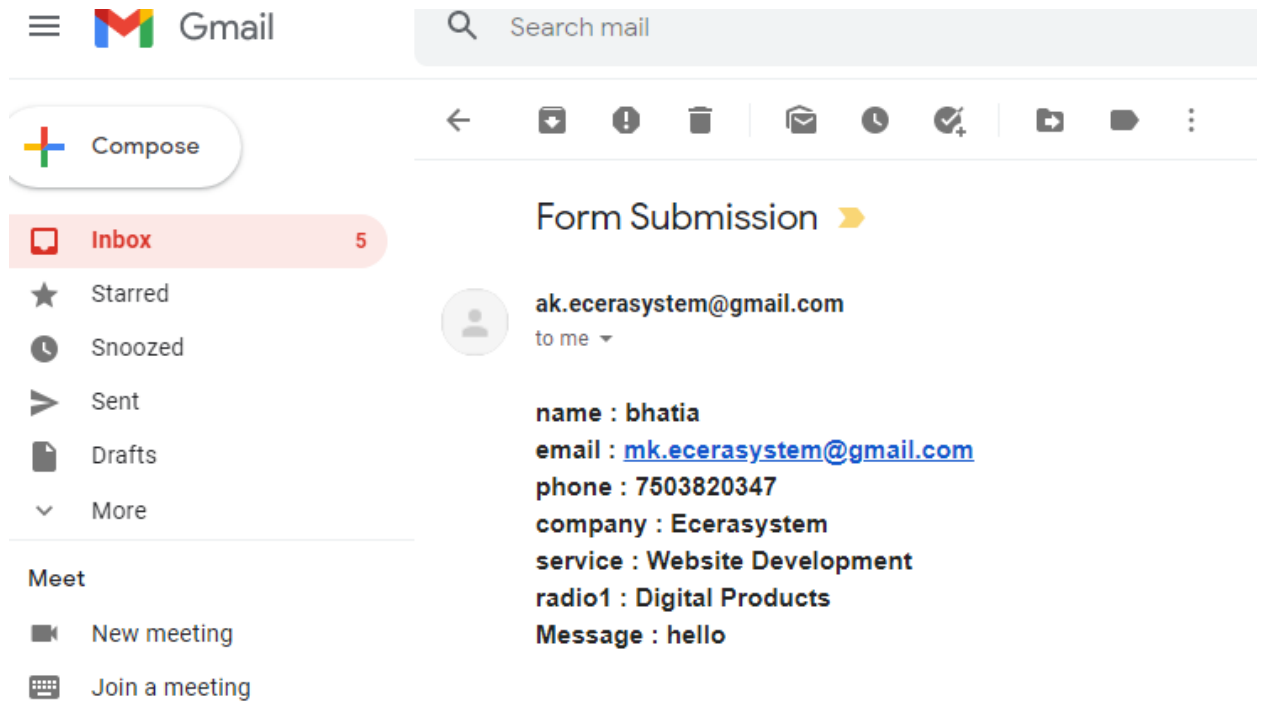 Gmail
Search mail
Compose
Inbox 5
Starred
Snoozed
Sent
Drafts
More
Meet
New meeting
Join a meeting
Form Submission
ak.ecerasystem@gmail.com
to me
name : bhatia
email : mk.ecerasystem@gmail.com
phone : 7503820347
company : Ecerasystem
service : Website Development
radio1 : Digital Products
Message : hello